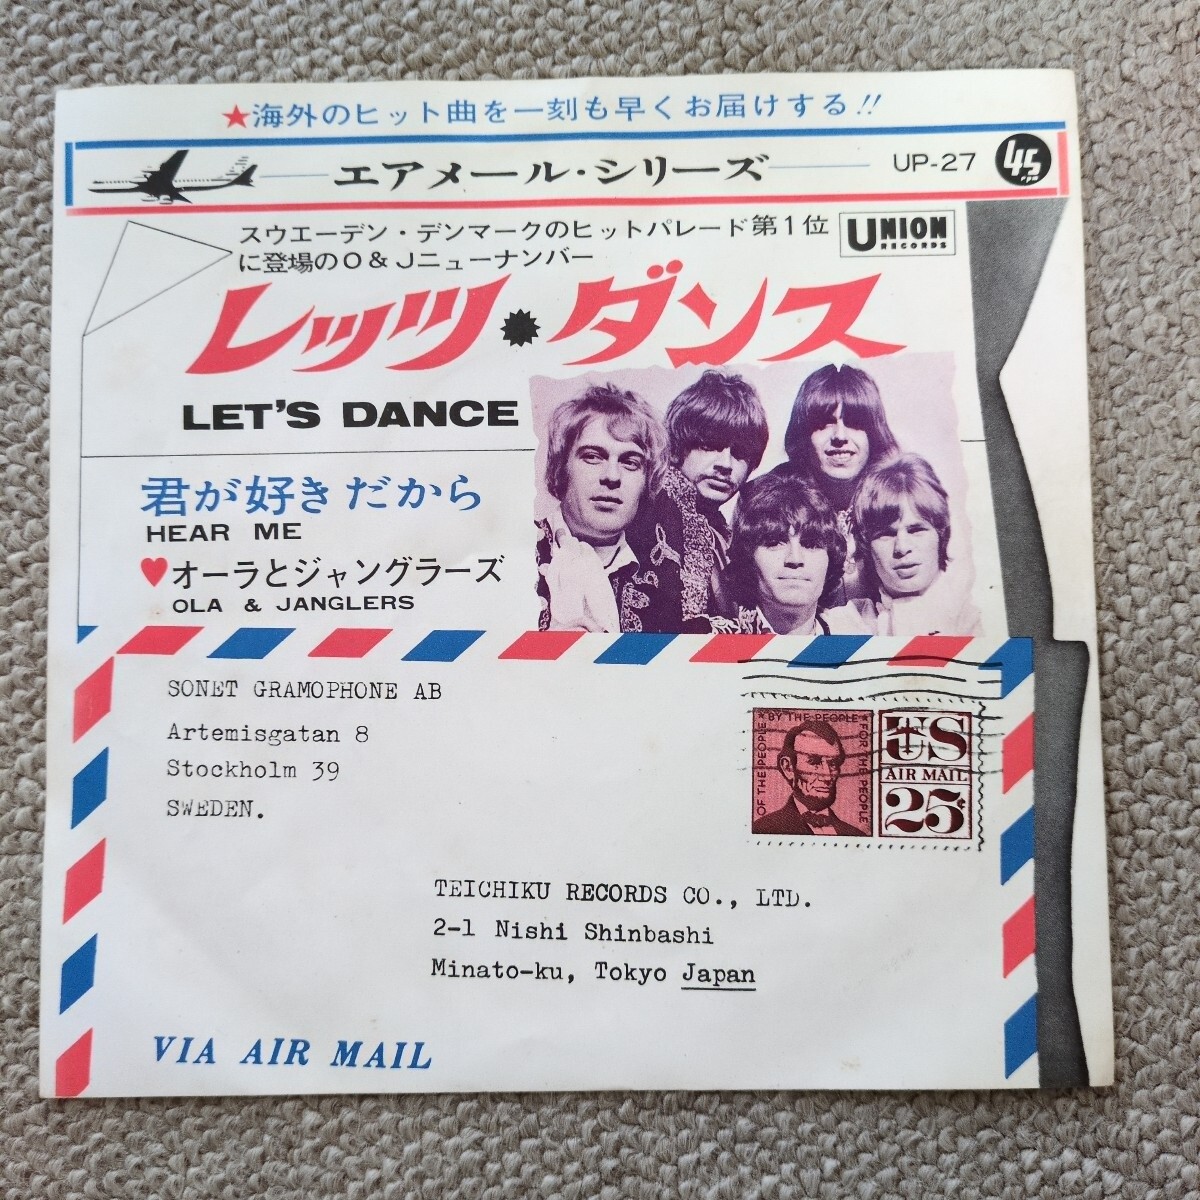 ★海外のヒット曲を一刻も早くお届けする!!
エアメール・シリーズ
UP-27
45 rpm
スウエーデン・デンマークのヒットパレード第1位
に登場のO&Jニューナンバー
UNION
RECORDS
レッツ・ダンス
LET'S DANCE
君が好きだから
HEAR ME
♥オーラとジャングラーズ
OLA & JANGLERS
SONET GRAMOPHONE AB
Artemisgatan 8
Stockholm 39
SWEDEN.
OF THE PEOPLE ★ BY THE PEOPLE ★ FOR THE PEOPLE
US
AIR MAIL
25¢
TEICHIKU RECORDS CO., LTD.
2-1 Nishi Shinbashi
Minato-ku, Tokyo Japan
VIA AIR MAIL